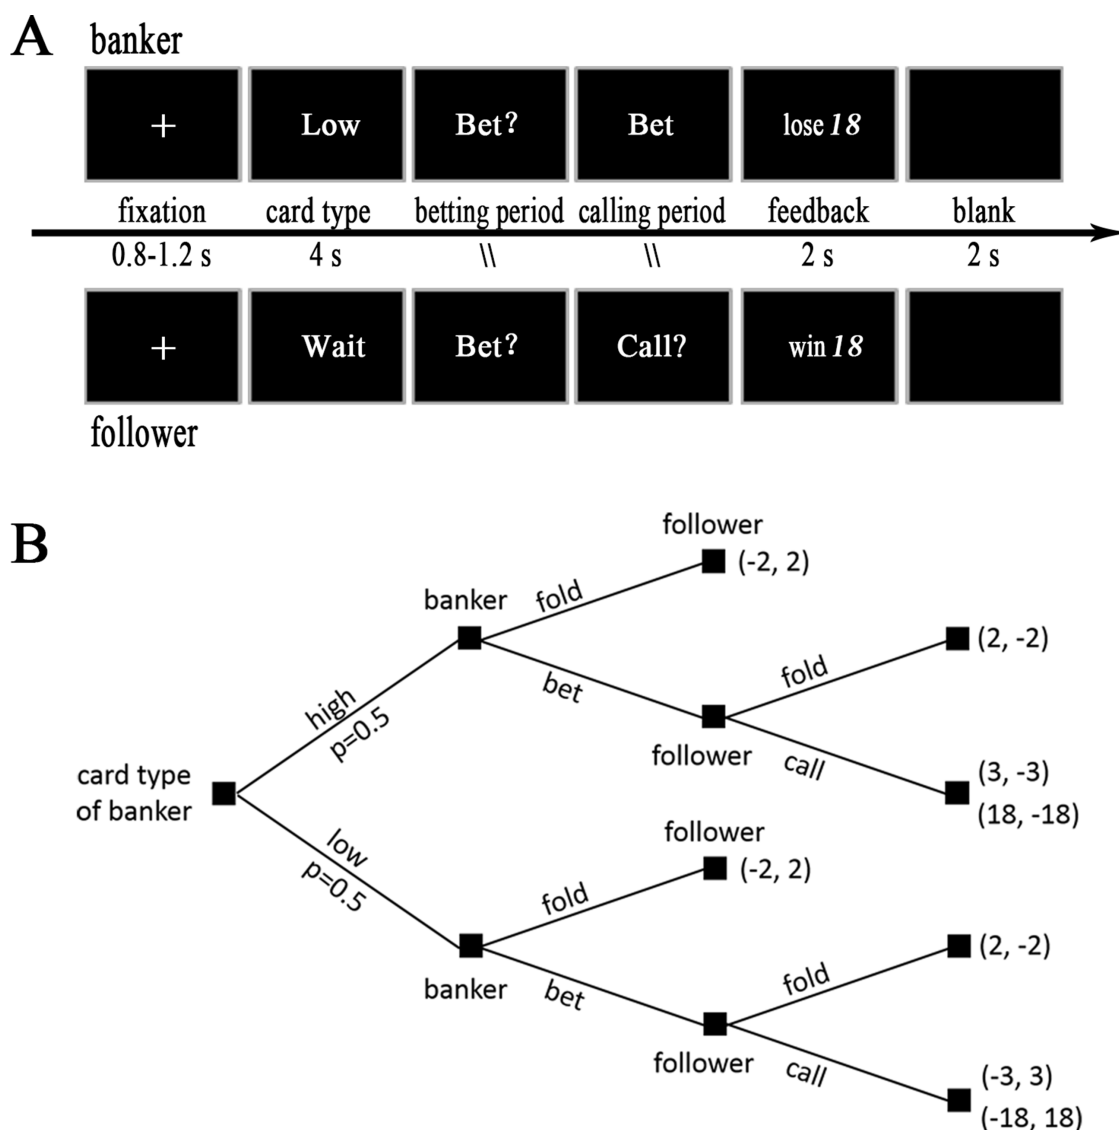 A
banker
+
Low
Bet?
Bet
lose 18
fixation
card type
betting period
calling period
feedback
blank
0.8-1.2 s
4 s
\\
\\
2 s
2 s
+
Wait
Bet?
Call?
win 18
follower
B
follower
(-2, 2)
banker
fold
(2, -2)
fold
bet
high
p=0.5
follower
call
card type
of banker
(3, -3)
(18, -18)
follower
low
p=0.5
(-2, 2)
fold
(2, -2)
fold
banker
bet
follower
call
(-3, 3)
(-18, 18)